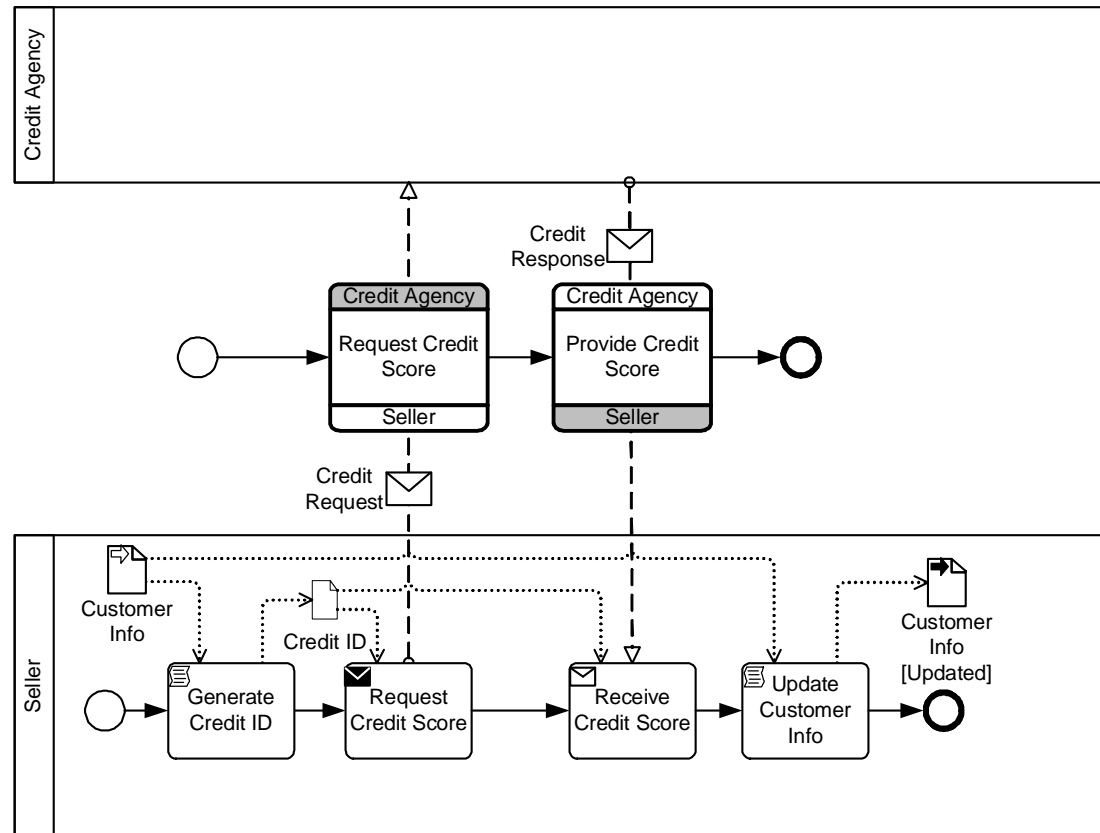 Credit Agency
Credit
Response
Credit Agency
Request Credit
Score
Seller
Credit Agency
Provide Credit
Score
Seller
Credit
Request
Seller
Customer
Info
Credit ID
Customer
Info
[Updated]
Generate
Credit ID
Request
Credit Score
Receive
Credit Score
Update
Customer
Info